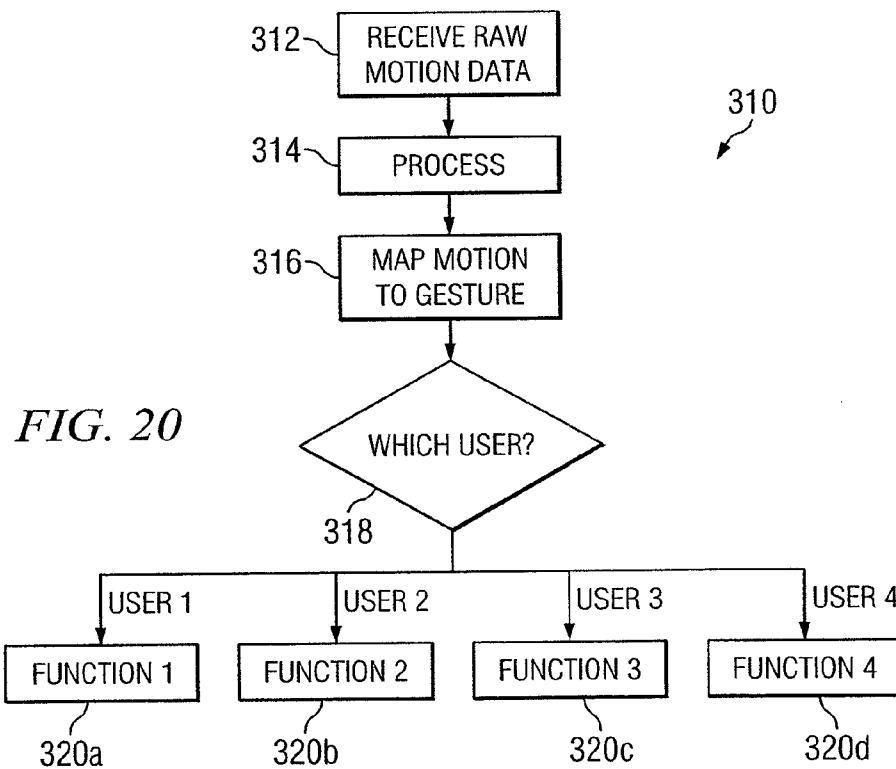 312
RECEIVE RAW
MOTION DATA
310
314
PROCESS
316
MAP MOTION
TO GESTURE
FIG. 20
WHICH USER?
318
USER 1
USER 2
USER 3
USER 4
FUNCTION 1
FUNCTION 2
FUNCTION 3
FUNCTION 4
320a
320b
320c
320d